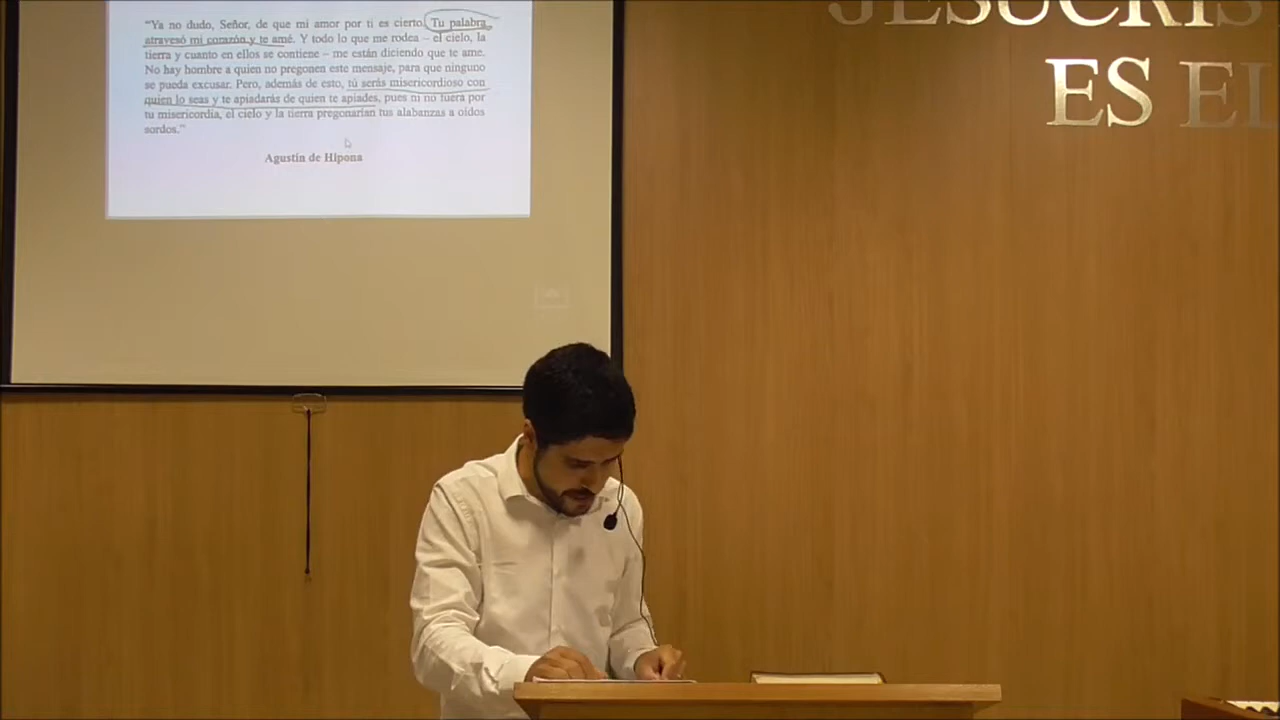 “Ya no dudo, Señor, de que mi amor por ti es cierto. Tu palabra
atravesó mi corazón y te amé. Y todo lo que me rodea – el cielo, la
tierra y cuanto en ellos se contiene – me están diciendo que te ame.
No hay hombre a quien no pregonen este mensaje, para que ninguno
se pueda excusar. Pero, además de esto, tú serás misericordioso con
quien lo seas y te apiadarás de quien te apiades, pues ni no fuera por
tu misericordia, el cielo y la tierra pregonarían tus alabanzas a oídos
sordos.”
Agustín de Hipona
JESUCRIS
ES EL